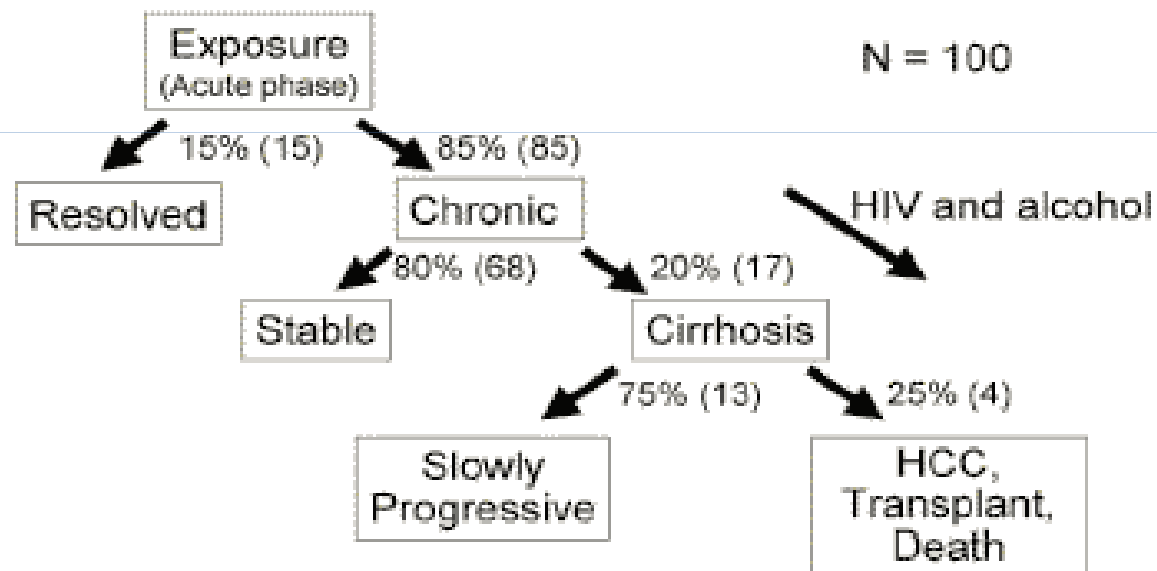 Exposure
(Acute phase)
N = 100
15% (15)
85% (85)
Resolved
Chronic
HIV and alcohol
80% (68)
20% (17)
Stable
Cirrhosis
75% (13)
25% (4)
Slowly
Progressive
HCC,
Transplant,
Death